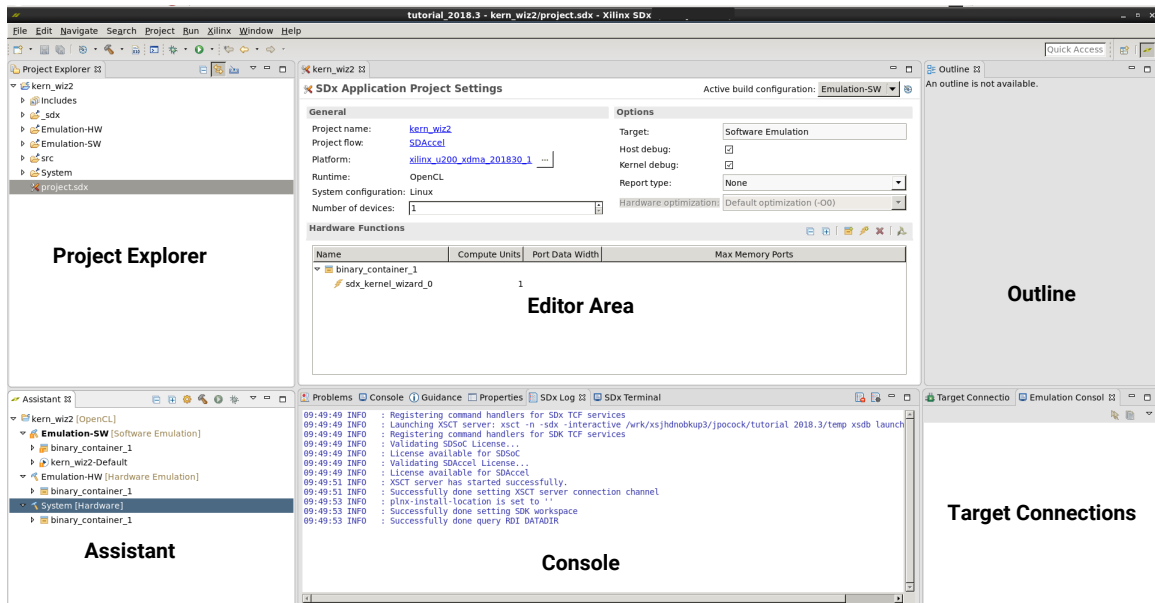 tutorial_2018.3 - kern_wiz2/project.sdx - Xilinx SDx
File Edit Navigate Search Project Run Xilinx Window Help
Quick Access
Project Explorer
kern_wiz2
Includes
_sdx
Emulation-HW
Emulation-SW
src
System
project.sdx
Project Explorer
kern_wiz2
SDx Application Project Settings
Active build configuration: Emulation-SW
General
Project name: kern_wiz2
Project flow: SDAccel
Platform: xilinx_u200_xdma_201830_1 ...
Runtime: OpenCL
System configuration: Linux
Number of devices: 1
Options
Target: Software Emulation
Host debug:
Kernel debug:
Report type: None
Hardware optimization: Default optimization (-O0)
Hardware Functions
Name Compute Units Port Data Width Max Memory Ports
binary_container_1
sdx_kernel_wizard_0 1
Editor Area
Outline
An outline is not available.
Outline
Assistant
kern_wiz2 [OpenCL]
Emulation-SW [Software Emulation]
binary_container_1
kern_wiz2-Default
Emulation-HW [Hardware Emulation]
binary_container_1
System [Hardware]
binary_container_1
Assistant
Problems Console Guidance Properties SDx Log SDx Terminal
09:49:49 INFO : Registering command handlers for SDx TCF services
09:49:49 INFO : Launching XSCT server: xsct -n -sdx -interactive /wrk/xsjhdnobkup3/jpocock/tutorial 2018.3/temp xsdb launch
09:49:49 INFO : Registering command handlers for SDK TCF services
09:49:49 INFO : Validating SDSoC License...
09:49:49 INFO : License available for SDSoC
09:49:49 INFO : Validating SDAccel License...
09:49:49 INFO : License available for SDAccel
09:49:51 INFO : XSCT server has started successfully.
09:49:51 INFO : Successfully done setting XSCT server connection channel
09:49:53 INFO : plnx-install-location is set to ''
09:49:53 INFO : Successfully done setting SDK workspace
09:49:53 INFO : Successfully done query RDI DATADIR
Console
Target Connectio Emulation Consol
Target Connections